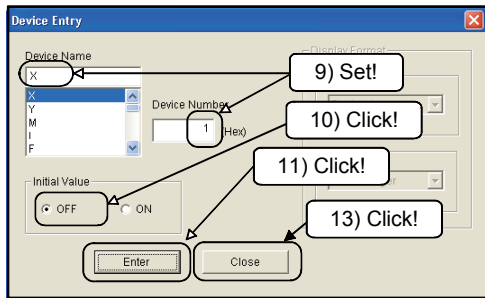 Device Entry
Device Name
X
X
Y
M
I
F
Device Number
1
(Hex)
Display Format
9) Set!
10) Click!
11) Click!
13) Click!
Initial Value
OFF
ON
Enter
Close